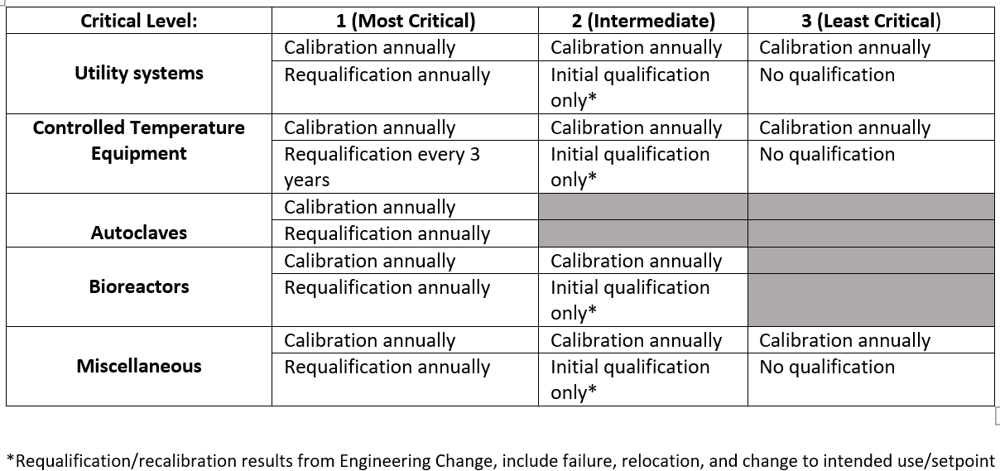 Critical Level: 1 (Most Critical) 2 (Intermediate) 3 (Least Critical)
Utility systems
Calibration annually Calibration annually Calibration annually
Requalification annually Initial qualification only* No qualification
Controlled Temperature Equipment
Calibration annually Calibration annually Calibration annually
Requalification every 3 years Initial qualification only* No qualification
Autoclaves
Calibration annually
Requalification annually
Bioreactors
Calibration annually Calibration annually
Requalification annually Initial qualification only*
Miscellaneous
Calibration annually Calibration annually Calibration annually
Requalification annually Initial qualification only* No qualification
*Requalification/recalibration results from Engineering Change, include failure, relocation, and change to intended use/setpoint